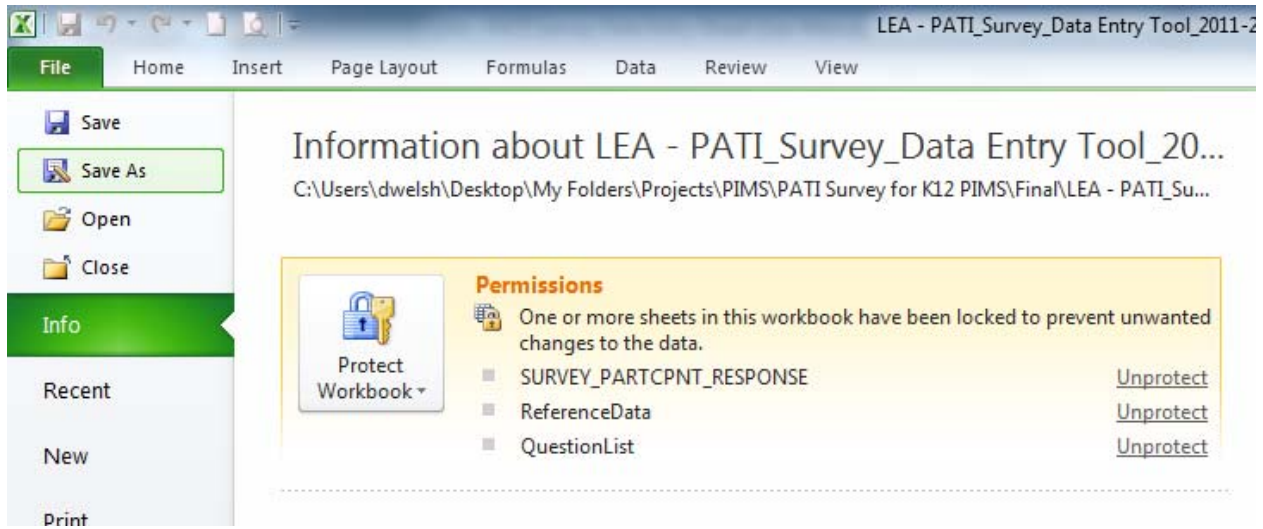 LEA - PATI_Survey_Data Entry Tool_2011-2
File Home Insert Page Layout Formulas Data Review View
Save
Save As
Open
Close
Info
Recent
New
Print
Information about LEA - PATI_Survey_Data Entry Tool_20...
C:\Users\dwelsh\Desktop\My Folders\Projects\PIMS\PATI Survey for K12 PIMS\Final\LEA - PATI_Su...
Protect
Workbook
Permissions
One or more sheets in this workbook have been locked to prevent unwanted
changes to the data.
SURVEY_PARTCPNT_RESPONSE Unprotect
ReferenceData Unprotect
QuestionList Unprotect